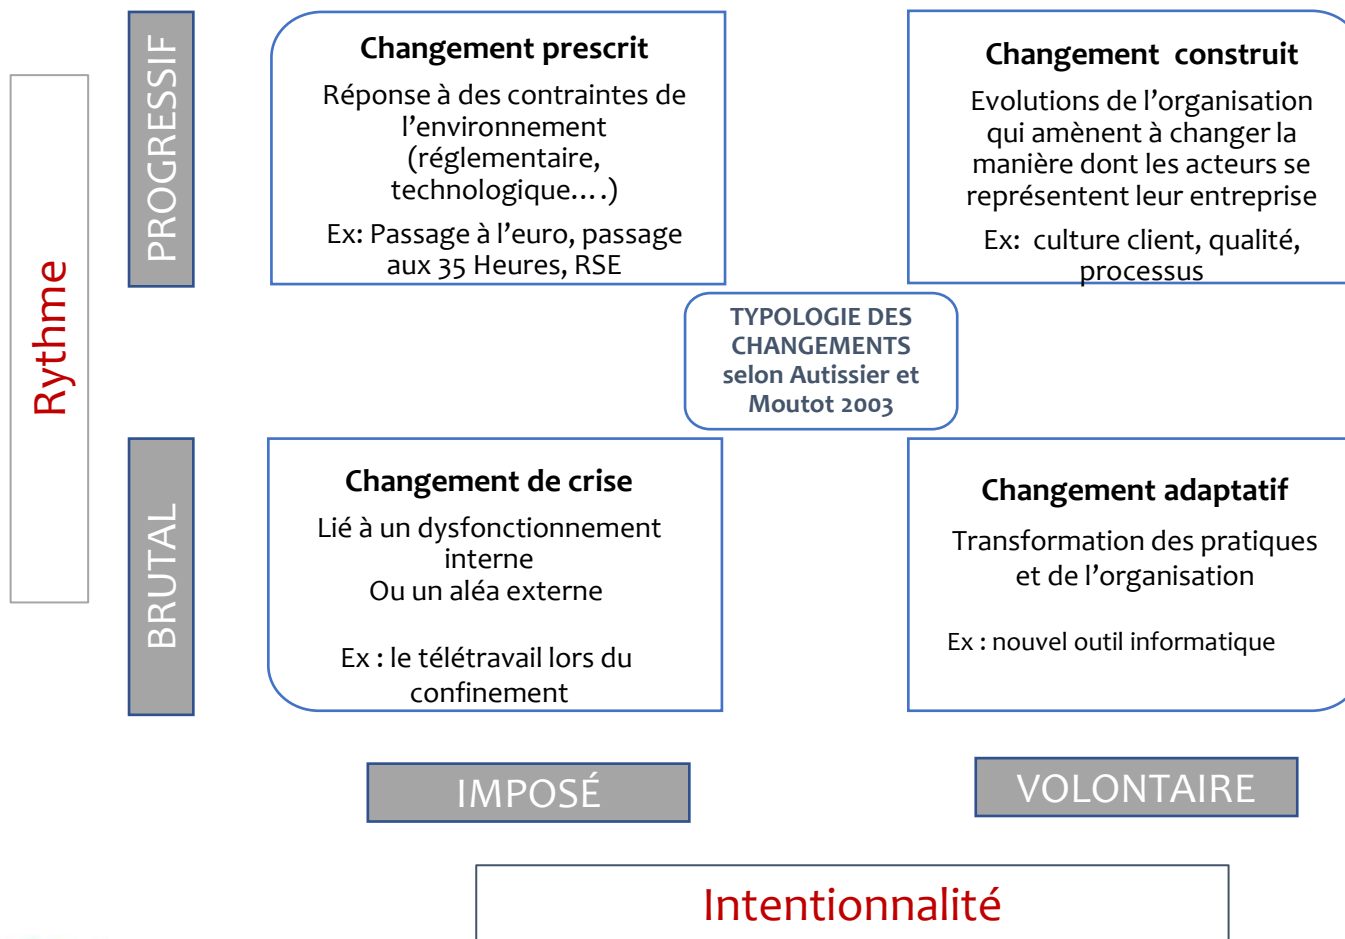 Rythme
PROGRESSIF
Changement prescrit
Réponse à des contraintes de
l’environnement
(réglementaire,
technologique….)
Ex: Passage à l’euro, passage
aux 35 Heures, RSE
Changement  construit
Evolutions de l’organisation
qui amènent à changer la
manière dont les acteurs se
représentent leur entreprise
Ex:  culture client, qualité,
processus
TYPOLOGIE DES
CHANGEMENTS
selon Autissier et
Moutot 2003
BRUTAL
Changement de crise
Lié à un dysfonctionnement
interne
Ou un aléa externe
Ex : le télétravail lors du
confinement
Changement adaptatif
Transformation des pratiques
et de l’organisation
Ex : nouvel outil informatique
IMPOSÉ
VOLONTAIRE
Intentionnalité